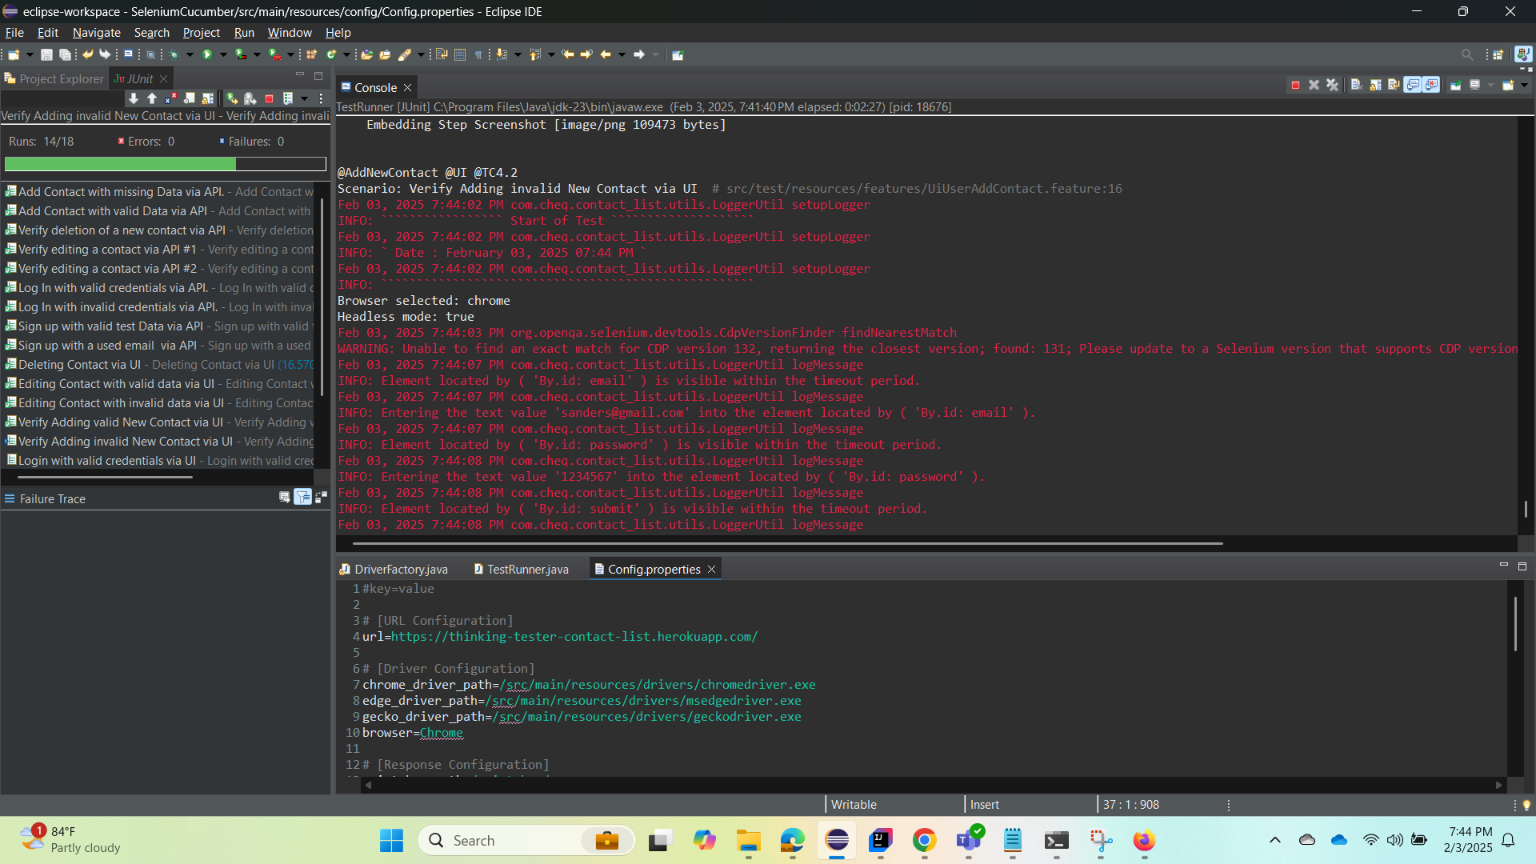 eclipse-workspace - SeleniumCucumber/src/main/resources/config/Config.properties - Eclipse IDE
File Edit Navigate Search Project Run Window Help
Project Explorer JUnit
Console
TestRunner [JUnit] C:\Program Files\Java\jdk-23\bin\javaw.exe (Feb 3, 2025, 7:41:40 PM elapsed: 0:02:27) [pid: 18676]
Verify Adding invalid New Contact via UI - Verify Adding invali
Runs: 14/18 Errors: 0 Failures: 0
Add Contact with missing Data via API. - Add Contact w
Add Contact with valid Data via API - Add Contact with
Verify deletion of a new contact via API - Verify deletion
Verify editing a contact via API #1 - Verify editing a cont
Verify editing a contact via API #2 - Verify editing a cont
Log In with valid credentials via API. - Log In with valid c
Log In with invalid credentials via API. - Log In with inva
Sign up with valid test Data via API - Sign up with valid
Sign up with a used email via API - Sign up with a used
Deleting Contact via UI - Deleting Contact via UI (16.570
Editing Contact with valid data via UI - Editing Contact
Editing Contact with invalid data via UI - Editing Contac
Verify Adding valid New Contact via UI - Verify Adding v
Verify Adding invalid New Contact via UI - Verify Adding
Login with valid credentials via UI - Login with valid crec
Failure Trace
Embedding Step Screenshot [image/png 109473 bytes]
@AddNewContact @UI @TC4.2
Scenario: Verify Adding invalid New Contact via UI # src/test/resources/features/UiUserAddContact.feature:16
Feb 03, 2025 7:44:02 PM com.cheq.contact_list.utils.LoggerUtil setupLogger
INFO: ````````````````` Start of Test ````````````````````
Feb 03, 2025 7:44:02 PM com.cheq.contact_list.utils.LoggerUtil setupLogger
INFO: ` Date : February 03, 2025 07:44 PM `
Feb 03, 2025 7:44:02 PM com.cheq.contact_list.utils.LoggerUtil setupLogger
INFO: ````````````````````````````````````````````````````
Browser selected: chrome
Headless mode: true
Feb 03, 2025 7:44:03 PM org.openqa.selenium.devtools.CdpVersionFinder findNearestMatch
WARNING: Unable to find an exact match for CDP version 132, returning the closest version; found: 131; Please update to a Selenium version that supports CDP version
Feb 03, 2025 7:44:07 PM com.cheq.contact_list.utils.LoggerUtil logMessage
INFO: Element located by ( 'By.id: email' ) is visible within the timeout period.
Feb 03, 2025 7:44:07 PM com.cheq.contact_list.utils.LoggerUtil logMessage
INFO: Entering the text value 'sanders@gmail.com' into the element located by ( 'By.id: email' ).
Feb 03, 2025 7:44:07 PM com.cheq.contact_list.utils.LoggerUtil logMessage
INFO: Element located by ( 'By.id: password' ) is visible within the timeout period.
Feb 03, 2025 7:44:08 PM com.cheq.contact_list.utils.LoggerUtil logMessage
INFO: Entering the text value '1234567' into the element located by ( 'By.id: password' ).
Feb 03, 2025 7:44:08 PM com.cheq.contact_list.utils.LoggerUtil logMessage
INFO: Element located by ( 'By.id: submit' ) is visible within the timeout period.
Feb 03, 2025 7:44:08 PM com.cheq.contact_list.utils.LoggerUtil logMessage
DriverFactory.java TestRunner.java Config.properties
1 #key=value
2
3 # [URL Configuration]
4 url=https://thinking-tester-contact-list.herokuapp.com/
5
6 # [Driver Configuration]
7 chrome_driver_path=/src/main/resources/drivers/chromedriver.exe
8 edge_driver_path=/src/main/resources/drivers/msedgedriver.exe
9 gecko_driver_path=/src/main/resources/drivers/geckodriver.exe
10 browser=Chrome
11
12 # [Response Configuration]
Writable Insert 37 : 1 : 908
1 84°F
Partly cloudy
Search
7:44 PM
2/3/2025